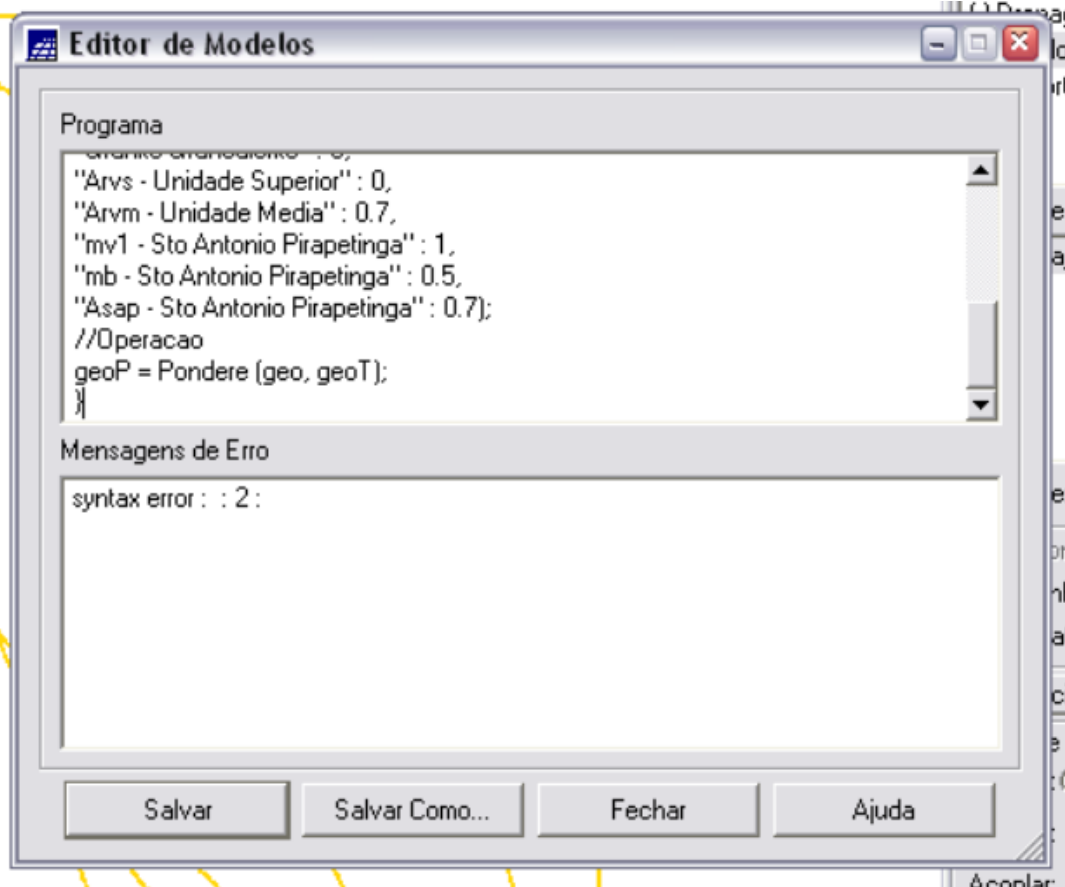 Editor de Modelos
Programa
"Arvs - Unidade Superior" : 0,
"Arvm - Unidade Media" : 0.7,
"mv1 - Sto Antonio Pirapetinga" : 1,
"mb - Sto Antonio Pirapetinga" : 0.5,
"Asap - Sto Antonio Pirapetinga" : 0.7);
//Operacao
geoP = Pondere (geo, geoT);
}
Mensagens de Erro
syntax error : : 2 :
Salvar
Salvar Como...
Fechar
Ajuda
Acoplar: